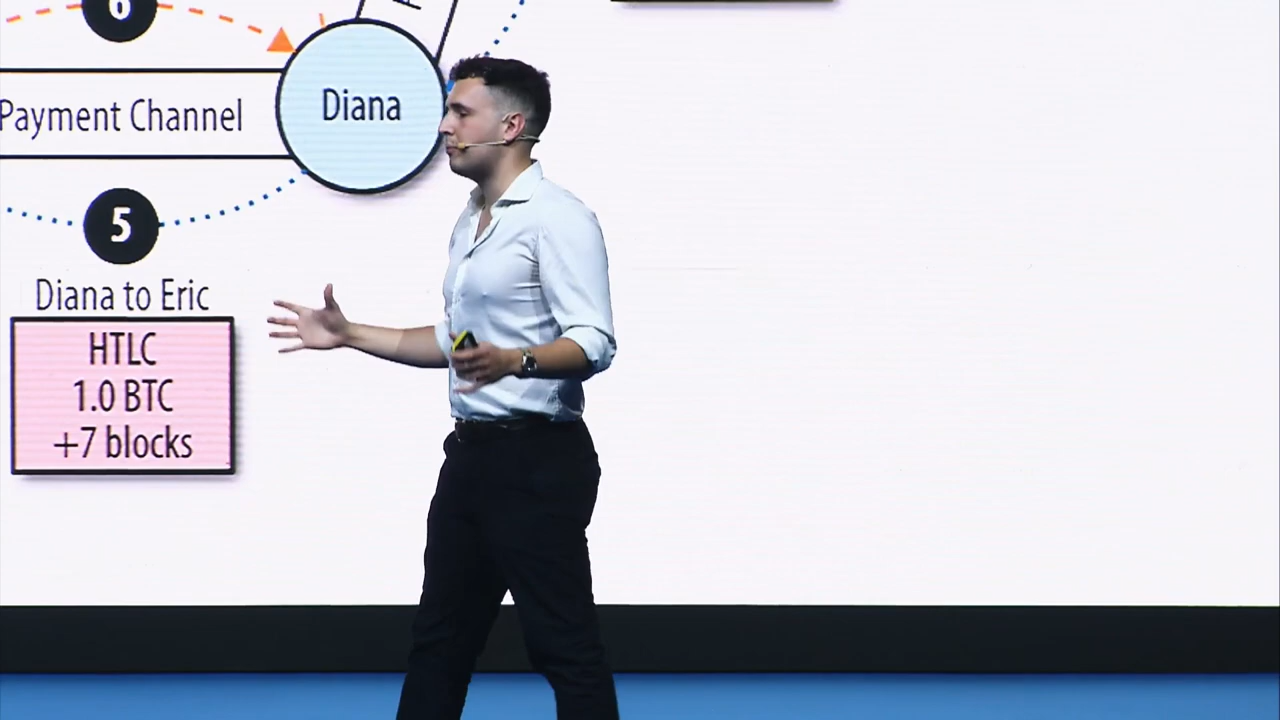 6
Payment Channel
Diana
5
Diana to Eric
HTLC
1.0 BTC
+7 blocks